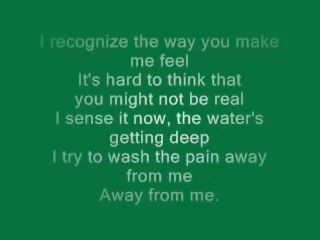 I recognize the way you make
me feel
It's hard to think that
you might not be real
I sense it now, the water's
getting deep
I try to wash the pain away
from me
Away from me.